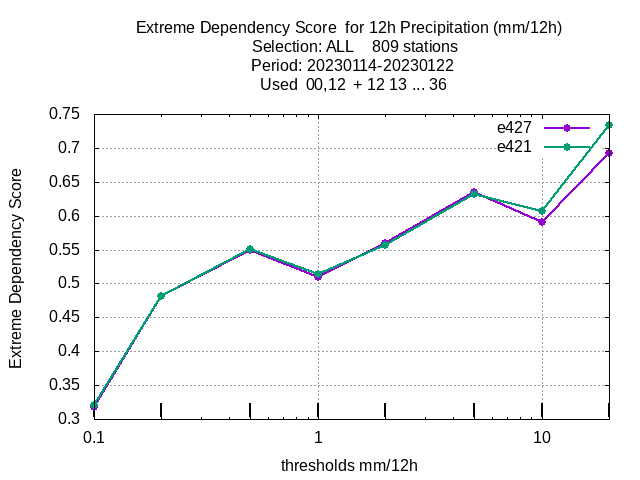 Extreme Dependency Score  for 12h Precipitation (mm/12h)
Selection: ALL    809 stations
Period: 20230114-20230122
Used  00,12  + 12 13 ... 36
0.75
0.7
0.65
0.6
0.55
0.5
0.45
0.4
0.35
0.3
Extreme Dependency Score
e427
e421
0.1
1
10
thresholds mm/12h